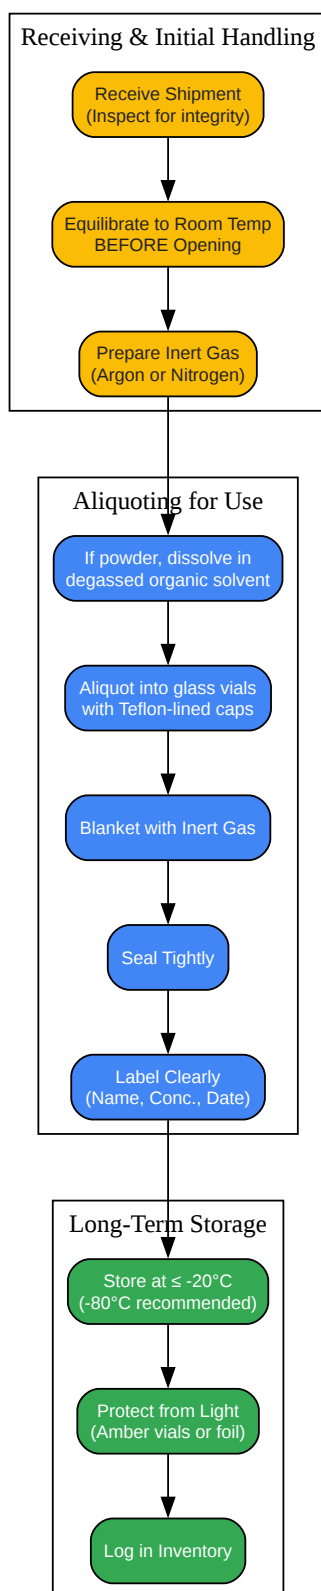 Receiving & Initial Handling
Receive Shipment
(Inspect for integrity)
Equilibrate to Room Temp
BEFORE Opening
Prepare Inert Gas
(Argon or Nitrogen)
Aliquoting for Use
If powder, dissolve in
degassed organic solvent
Aliquot into glass vials
with Teflon-lined caps
Blanket with Inert Gas
Seal Tightly
Label Clearly
(Name, Conc., Date)
Long-Term Storage
Store at ≤ -20°C
(-80°C recommended)
Protect from Light
(Amber vials or foil)
Log in Inventory